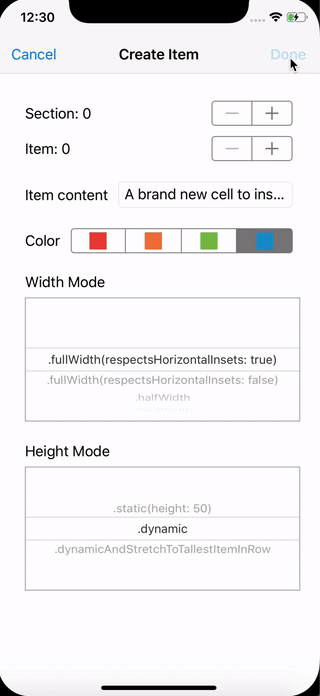 12:30
Cancel Create Item Done
Section: 0
Item: 0
Item content A brand new cell to ins...
Color
Width Mode
.fullWidth(respectsHorizontalInsets: true)
.fullWidth(respectsHorizontalInsets: false)
.halfWidth
Height Mode
.static(height: 50)
.dynamic
.dynamicAndStretchToTallestItemInRow